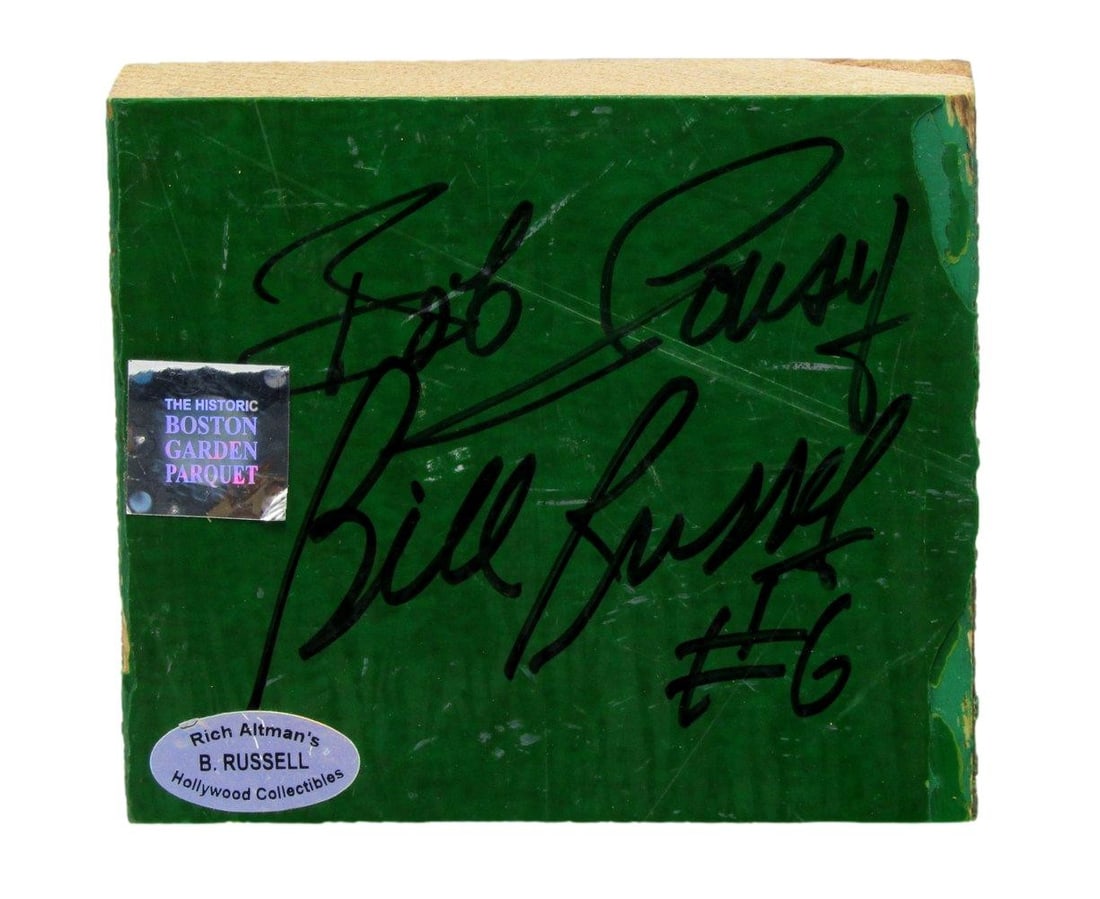 Bob Cousy
THE HISTORIC
BOSTON
GARDEN
PARQUET
Bill Russell
#6
Rich Altman's
B. RUSSELL
Hollywood Collectibles